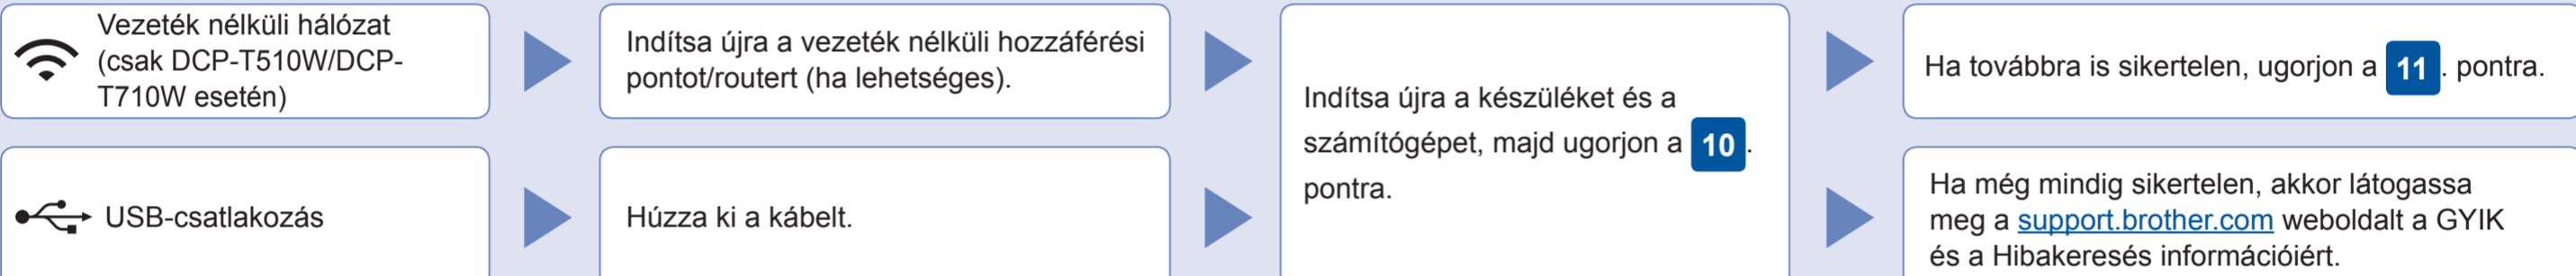 Vezeték nélküli hálózat
(csak DCP-T510W/DCP-
T710W esetén)
Indítsa újra a vezeték nélküli hozzáférési
pontot/routert (ha lehetséges).
Indítsa újra a készüléket és a
számítógépet, majd ugorjon a 10.
pontra.
Ha továbbra is sikertelen, ugorjon a 11. pontra.
USB-csatlakozás
Húzza ki a kábelt.
Ha még mindig sikertelen, akkor látogassa
meg a support.brother.com weboldalt a GYIK
és a Hibakeresés információiért.